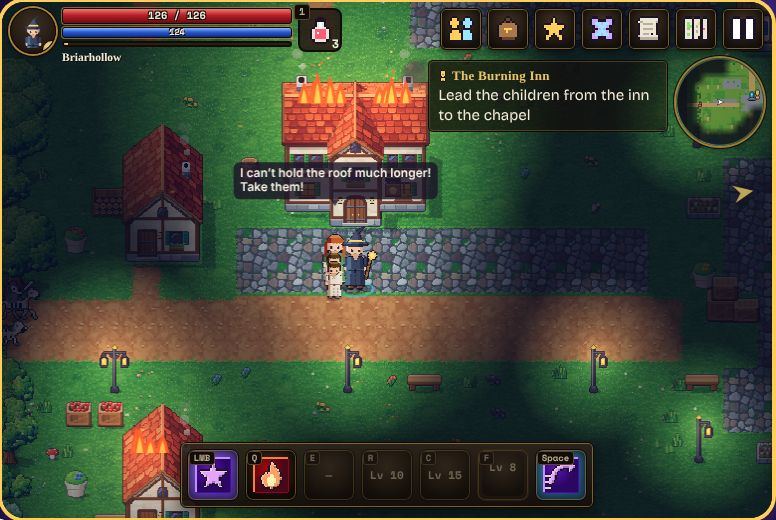 126 / 126
124
Briarhollow
1
3
The Burning Inn
Lead the children from the inn
to the chapel
I can't hold the roof much longer!
Take them!
LMB
Q
E
–
R
Lv 10
C
Lv 15
F
Lv 8
Space